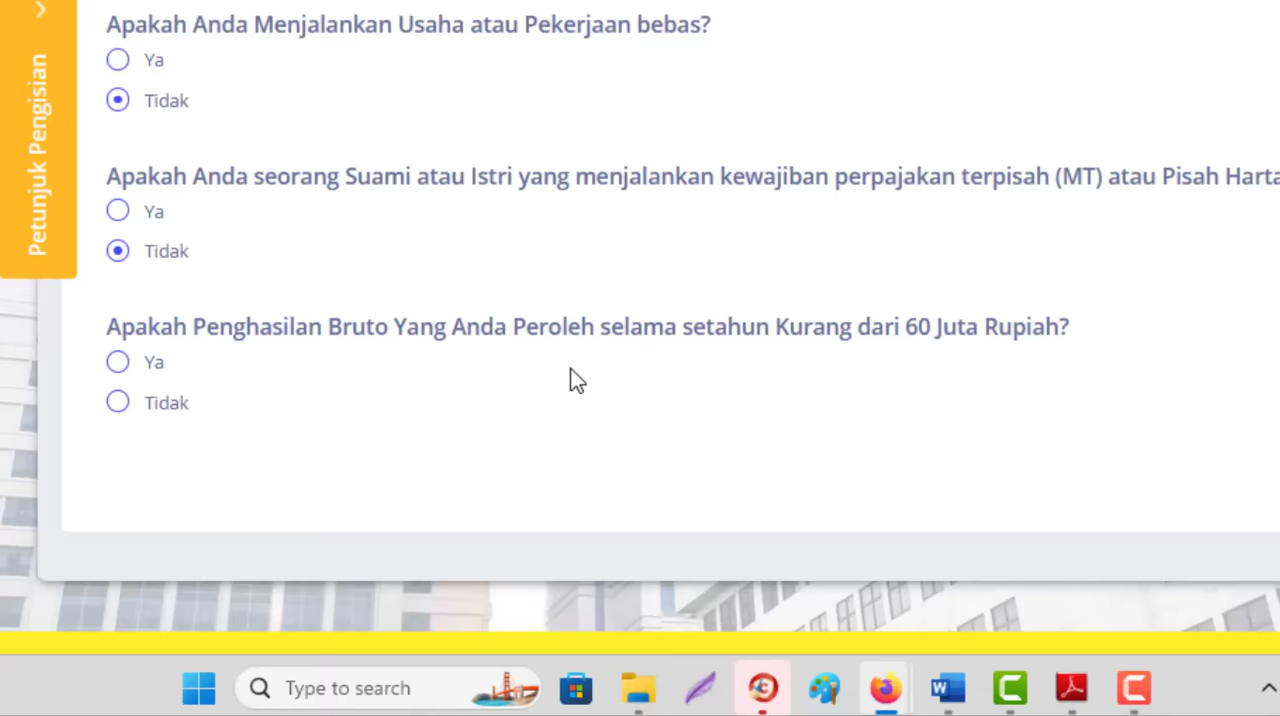 Apakah Anda Menjalankan Usaha atau Pekerjaan bebas?
Ya
Tidak
Petunjuk Pengisian
Apakah Anda seorang Suami atau Istri yang menjalankan kewajiban perpajakan terpisah (MT) atau Pisah Harta
Ya
Tidak
Apakah Penghasilan Bruto Yang Anda Peroleh selama setahun Kurang dari 60 Juta Rupiah?
Ya
Tidak
Type to search